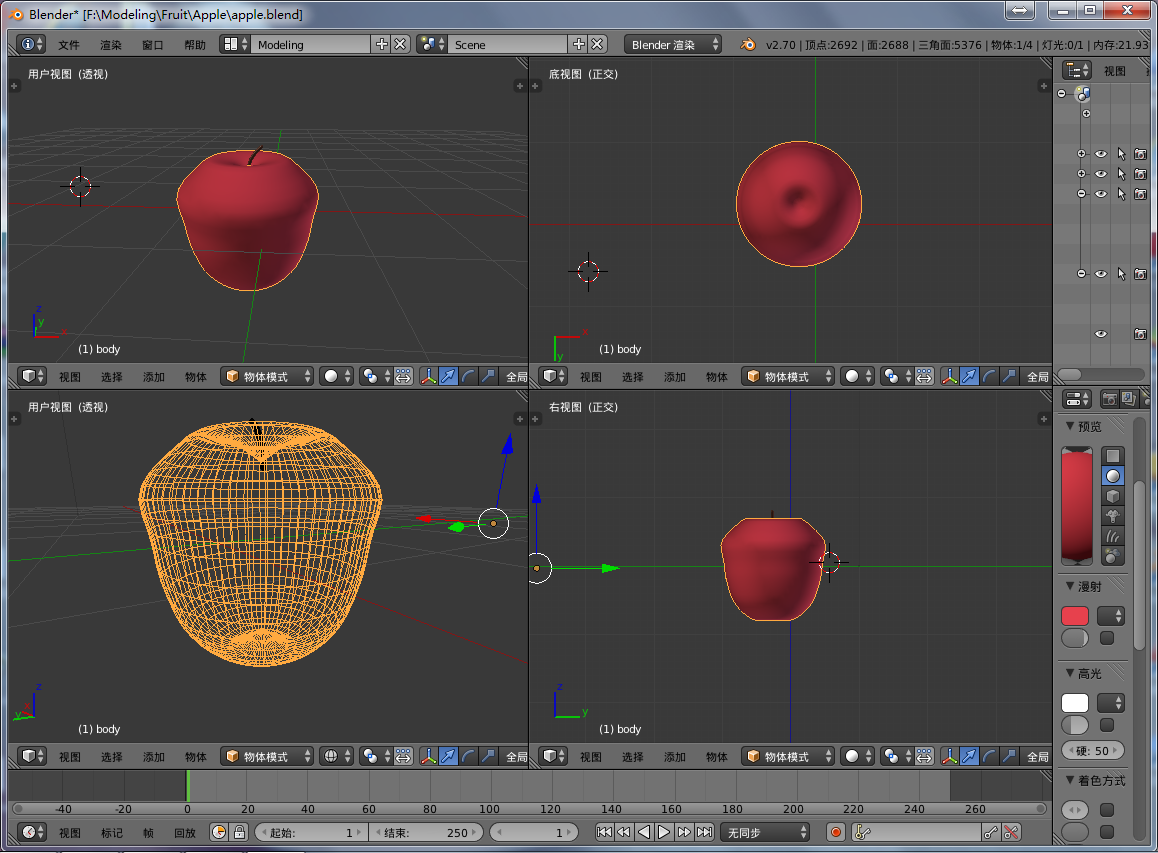 Blender* [F:\Modeling\Fruit\Apple\apple.blend]
文件 渲染 窗口 帮助 Modeling Scene Blender 渲染 v2.70 | 顶点:2692 | 面:2688 | 三角面:5376 | 物体:1/4 | 灯光:0/1 | 内存:21.93
用户视图 (透视)
z
y
x
(1) body
视图 选择 添加 物体 物体模式 全局
底视图 (正交)
x
y
(1) body
视图 选择 添加 物体 物体模式 全局
视图
用户视图 (透视)
z
y
(1) body
视图 选择 添加 物体 物体模式 全局
右视图 (正交)
z
y
(1) body
视图 选择 添加 物体 物体模式 全局
预览
漫射
高光
硬: 50
着色方式
-40 -20 0 20 40 60 80 100 120 140 160 180 200 220 240 260
视图 标记 帧 回放 起始: 1 结束: 250 1 无同步